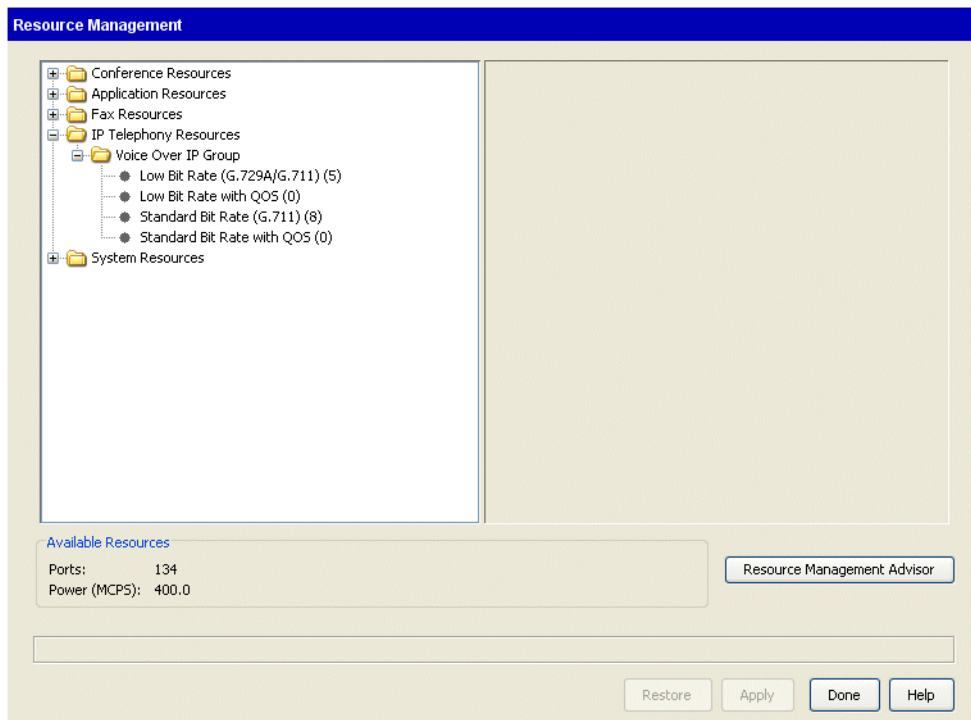 Resource Management
Conference Resources
Application Resources
Fax Resources
IP Telephony Resources
Voice Over IP Group
Low Bit Rate (G.729A/G.711) (5)
Low Bit Rate with QOS (0)
Standard Bit Rate (G.711) (8)
Standard Bit Rate with QOS (0)
System Resources
Available Resources
Ports: 134
Power (MCPS): 400.0
Resource Management Advisor
Restore Apply Done Help